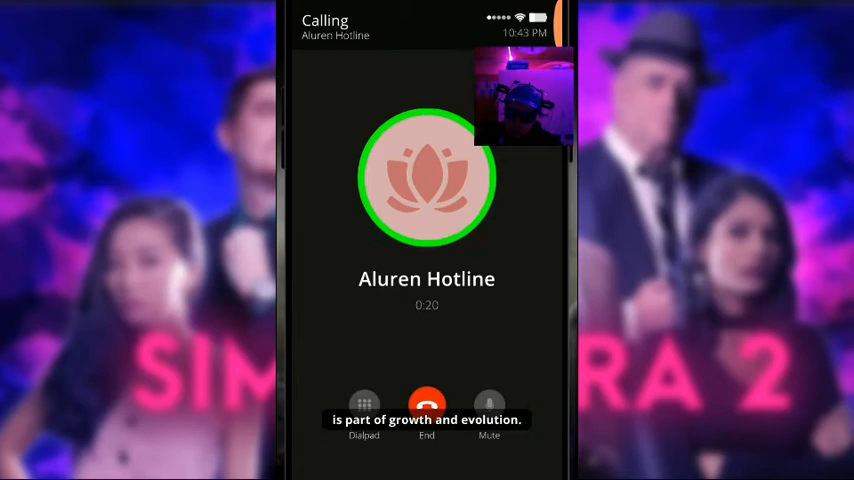 Calling
Aluren Hotline
10:43 PM
Aluren Hotline
0:20
is part of growth and evolution.
Dialpad
End
Mute
SIM
RA 2